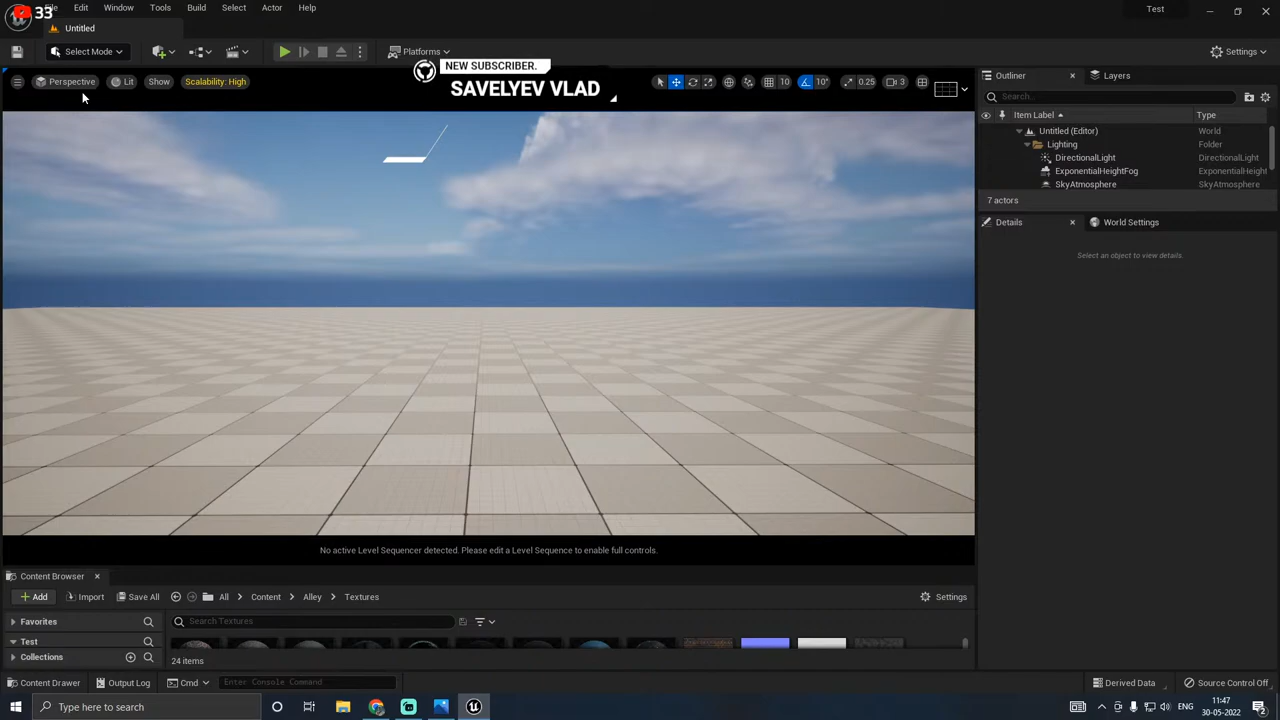 33
File Edit Window Tools Build Select Actor Help
Test
Untitled
Select Mode
Platforms
Settings
NEW SUBSCRIBER.
SAVELYEV VLAD
Perspective Lit Show Scalability: High
10 10° 0.25 3
Outliner Layers
Search...
Item Label Type
Untitled (Editor) World
Lighting Folder
DirectionalLight DirectionalLight
ExponentialHeightFog ExponentialHeight
SkyAtmosphere SkyAtmosphere
7 actors
Details World Settings
Select an object to view details.
No active Level Sequencer detected. Please edit a Level Sequence to enable full controls.
Content Browser
Add Import Save All All Content Alley Textures Settings
Favorites
Search Textures
Test
Collections
24 items
Content Drawer Output Log Cmd Enter Console Command Derived Data Source Control Off
Type here to search
11:47
30-05-2022
2